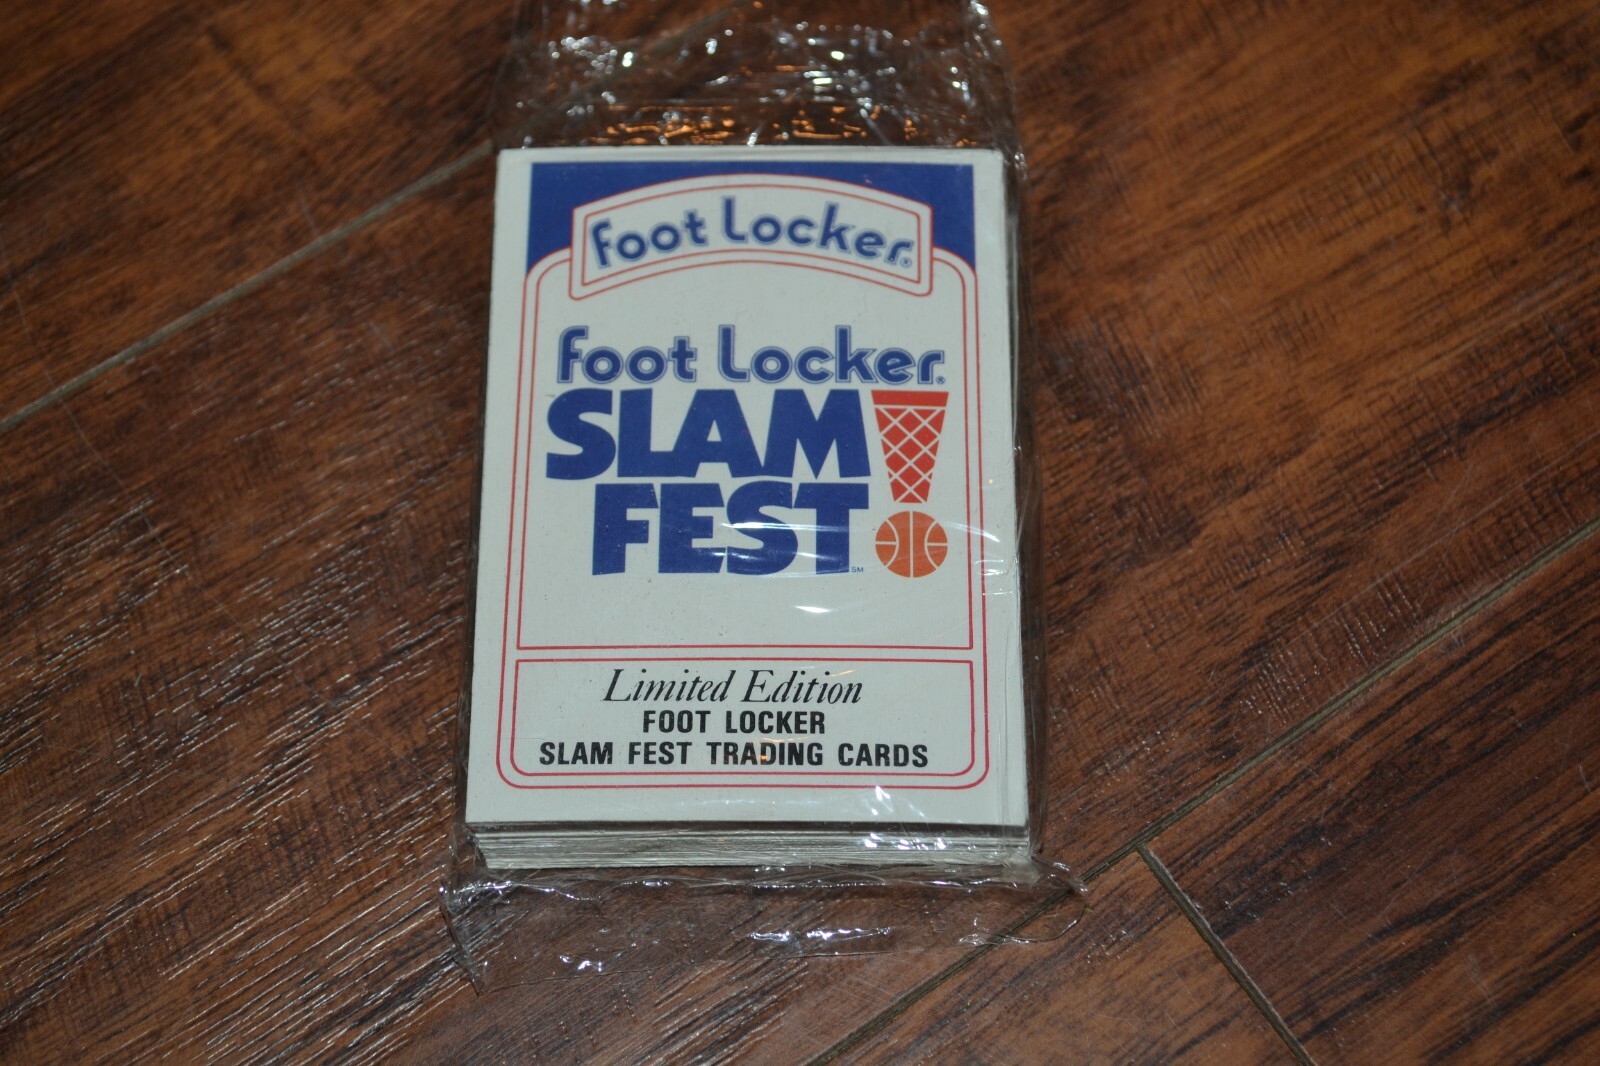 Foot Locker®
Foot Locker®
SLAM
FEST SM
Limited Edition
FOOT LOCKER
SLAM FEST TRADING CARDS